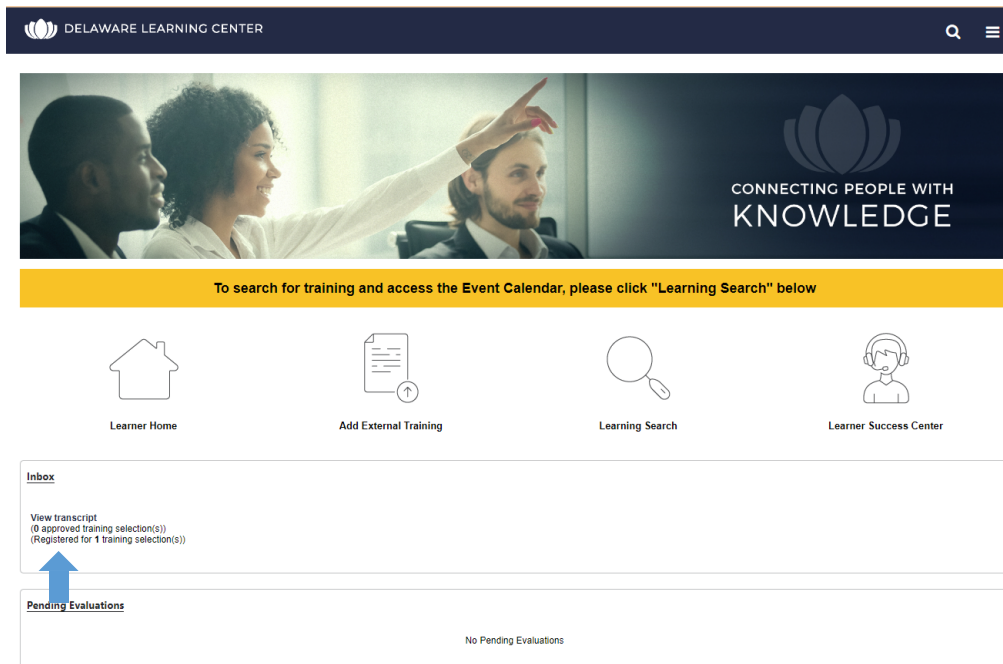 DELAWARE LEARNING CENTER
CONNECTING PEOPLE WITH
KNOWLEDGE
To search for training and access the Event Calendar, please click "Learning Search" below
Learner Home
Add External Training
Learning Search
Learner Success Center
Inbox
View transcript
(0 approved training selection(s))
(Registered for 1 training selection(s))
Pending Evaluations
No Pending Evaluations